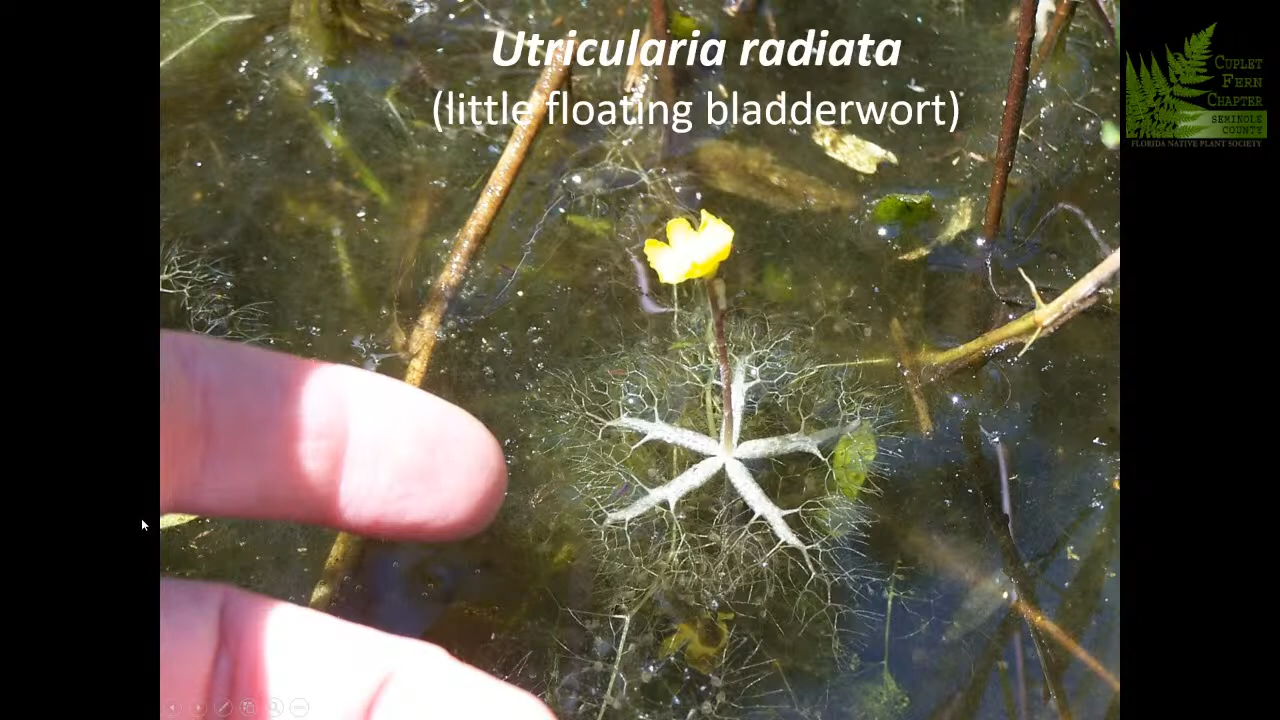 Utricularia radiata
(little floating bladderwort)
CUPLET
FERN
CHAPTER
SEMINOLE
COUNTY
FLORIDA NATIVE PLANT SOCIETY